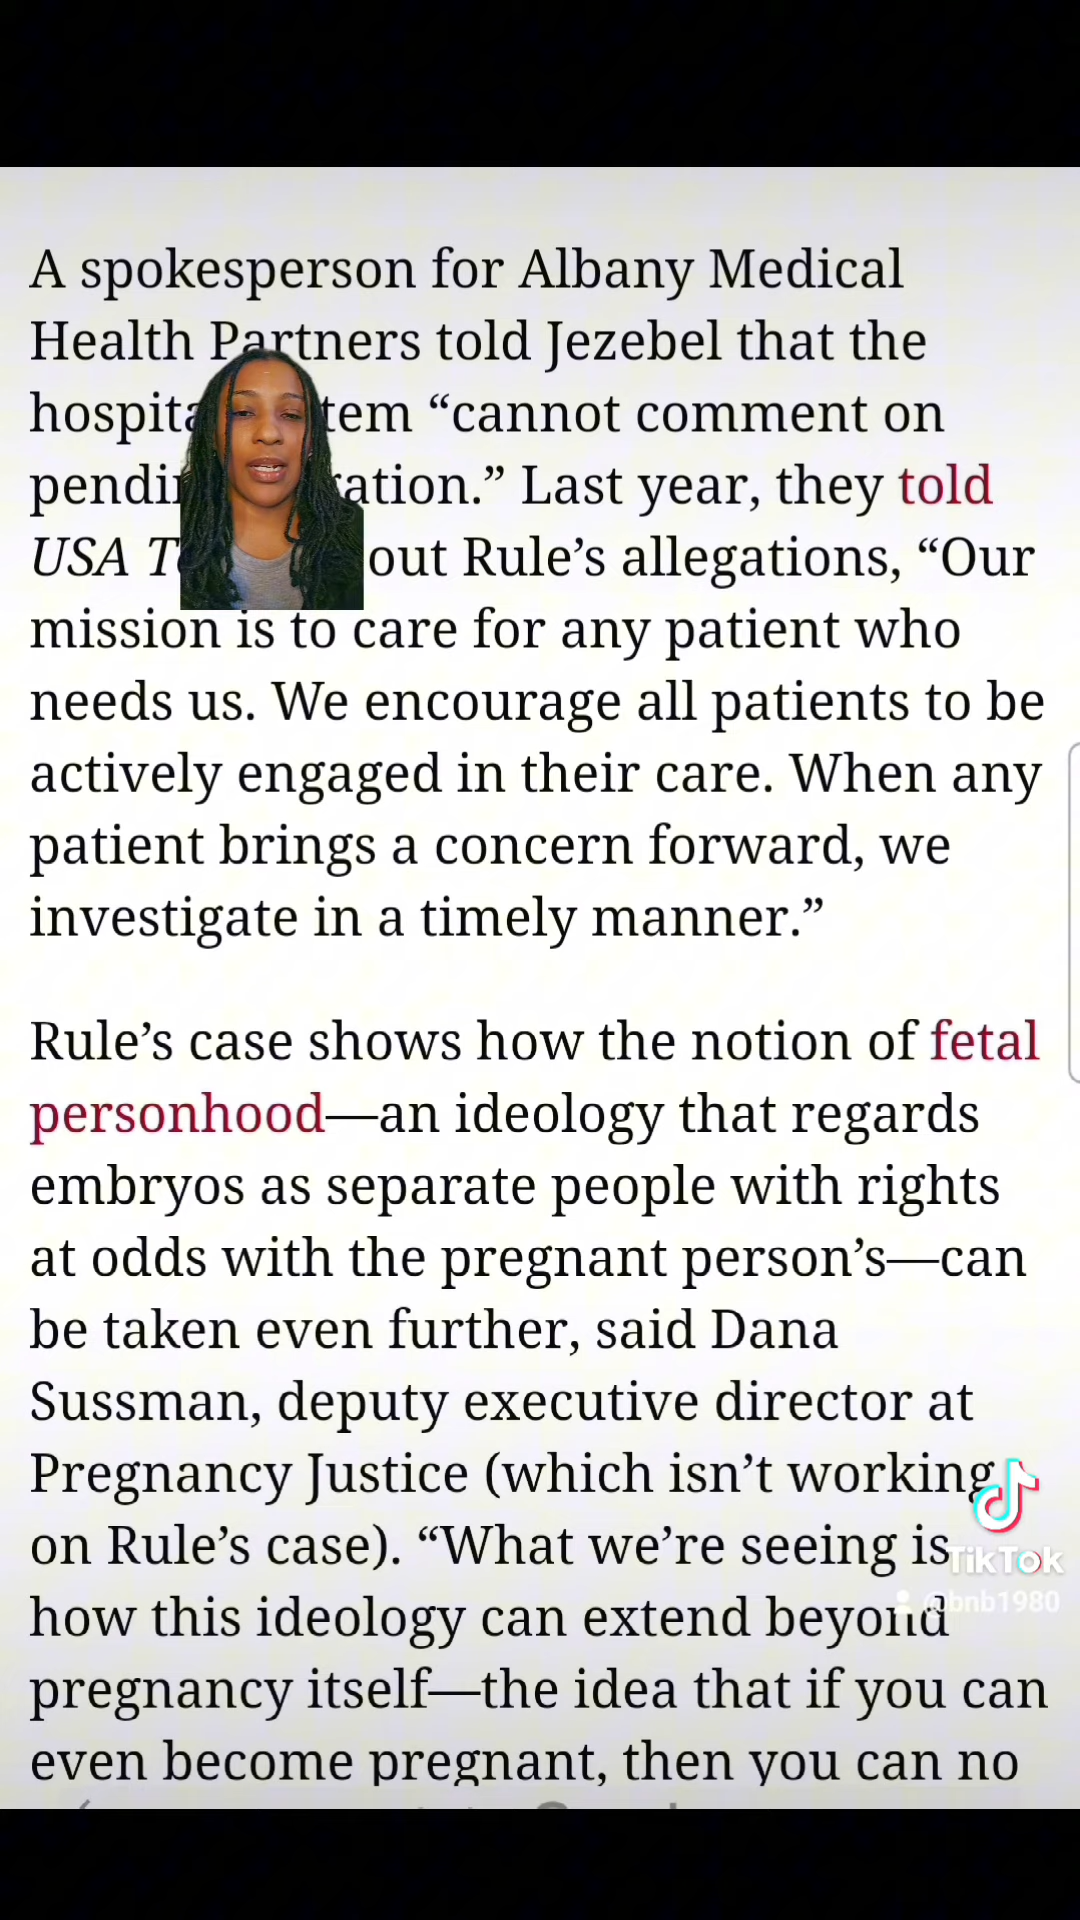 A spokesperson for Albany Medical
Health Partners told Jezebel that the
hospita tem “cannot comment on
pendin ation.” Last year, they told
USA T out Rule’s allegations, “Our
mission is to care for any patient who
needs us. We encourage all patients to be
actively engaged in their care. When any
patient brings a concern forward, we
investigate in a timely manner.”
Rule’s case shows how the notion of fetal
personhood—an ideology that regards
embryos as separate people with rights
at odds with the pregnant person’s—can
be taken even further, said Dana
Sussman, deputy executive director at
Pregnancy Justice (which isn’t working
on Rule’s case). “What we’re seeing is
how this ideology can extend beyond
pregnancy itself—the idea that if you can
even become pregnant, then you can no
TikTok
@bnb1980